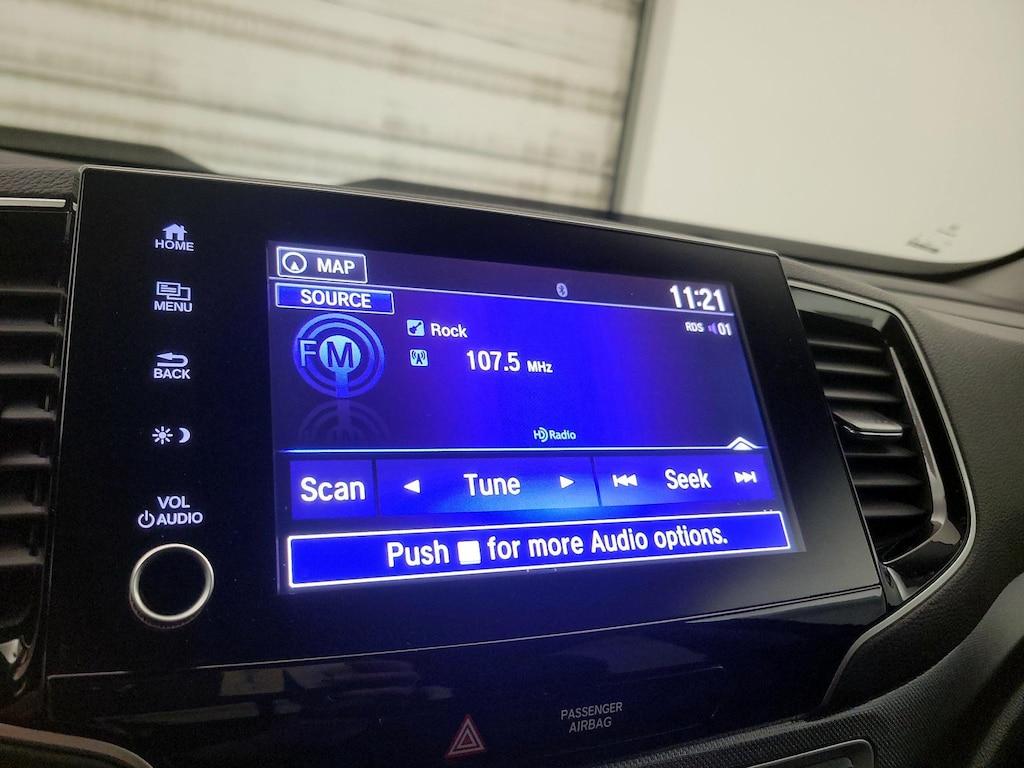 HOME
MENU
BACK
VOL
AUDIO
MAP
11:21
SOURCE
RDS 01
FM
Rock
107.5 MHz
HD Radio
Scan
Tune
Seek
Push for more Audio options.
PASSENGER
AIRBAG